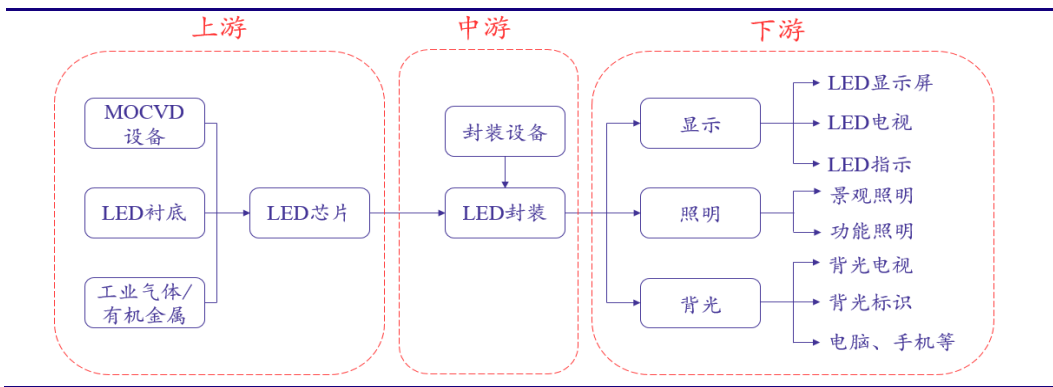 上游
中游
下游
MOCVD
设备
LED衬底
工业气体/
有机金属
LED芯片
封装设备
LED封装
显示
照明
背光
LED显示屏
LED电视
LED指示
景观照明
功能照明
背光电视
背光标识
电脑、手机等